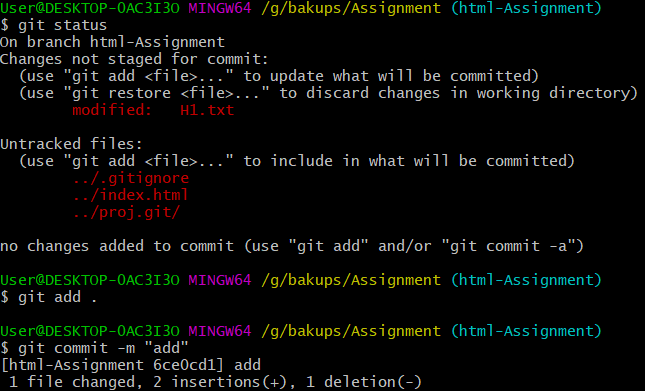 User@DESKTOP-OAC3I3O MINGW64 /g/bakups/Assignment (html-Assignment)
$ git status
On branch html-Assignment
Changes not staged for commit:
  (use "git add <file>..." to update what will be committed)
  (use "git restore <file>..." to discard changes in working directory)
        modified:   H1.txt

Untracked files:
  (use "git add <file>..." to include in what will be committed)
        ../.gitignore
        ../index.html
        ../proj.git/

no changes added to commit (use "git add" and/or "git commit -a")

User@DESKTOP-OAC3I3O MINGW64 /g/bakups/Assignment (html-Assignment)
$ git add .

User@DESKTOP-OAC3I3O MINGW64 /g/bakups/Assignment (html-Assignment)
$ git commit -m "add"
[html-Assignment 6ce0cd1] add
 1 file changed, 2 insertions(+), 1 deletion(-)